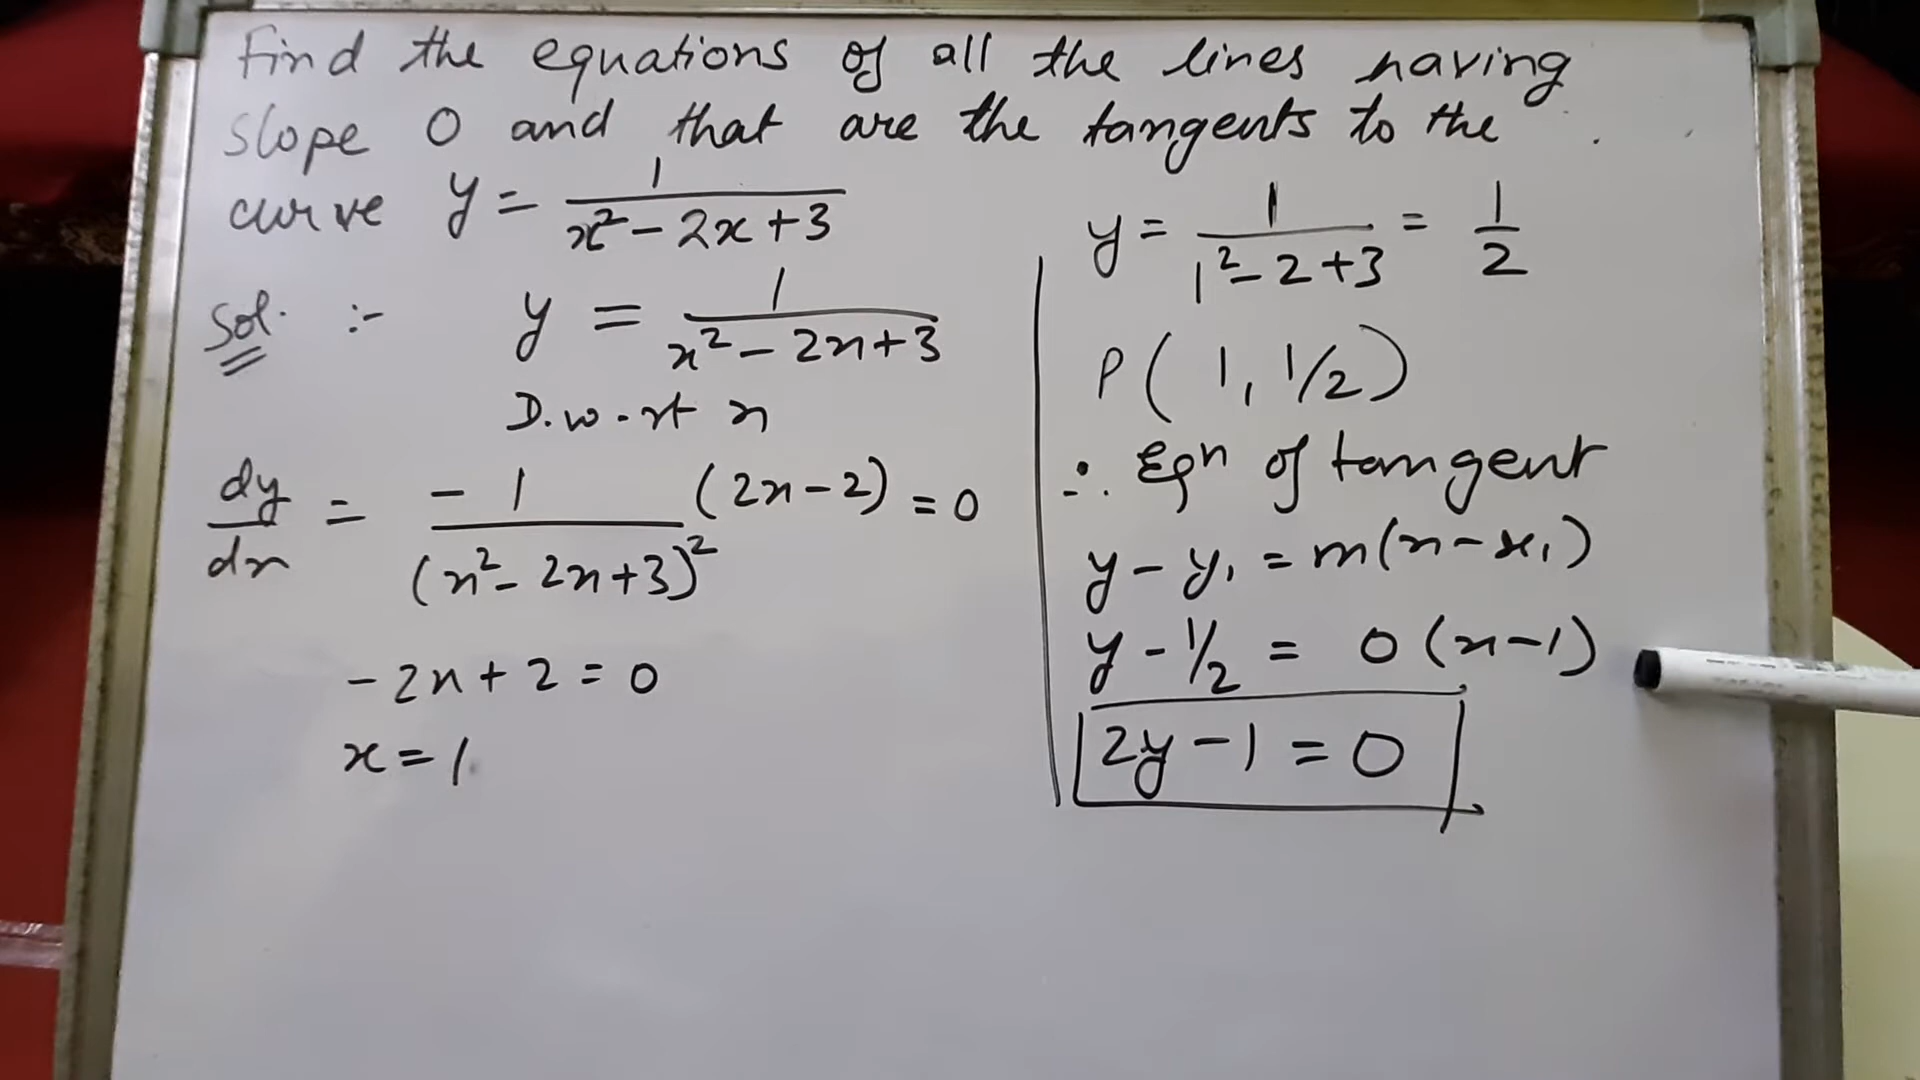 Find the equations of all the lines having
slope 0 and that are the tangents to the
curve y = 1/(x² - 2x + 3)
Sol. :- y = 1/(x² - 2x + 3)
D.w.rt x
dy/dx = -1/(x² - 2x + 3)² (2x - 2) = 0
-2x + 2 = 0
x = 1
y = 1/(1² - 2 + 3) = 1/2
P(1, 1/2)
∴ Eqn of tangent
y - y₁ = m(x - x₁)
y - 1/2 = 0(x - 1)
2y - 1 = 0